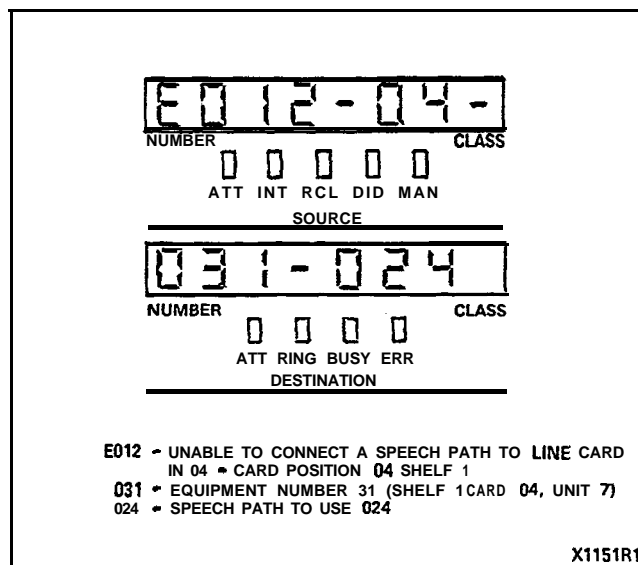 E012-04-
NUMBER CLASS
ATT INT RCL DID MAN
SOURCE
031-024
NUMBER CLASS
ATT RING BUSY ERR
DESTINATION
E012 - UNABLE TO CONNECT A SPEECH PATH TO LINE CARD
IN 04 - CARD POSITION 04 SHELF 1
031 - EQUIPMENT NUMBER 31 (SHELF 1 CARD 04, UNIT 7)
024 - SPEECH PATH TO USE 024
X1151R1